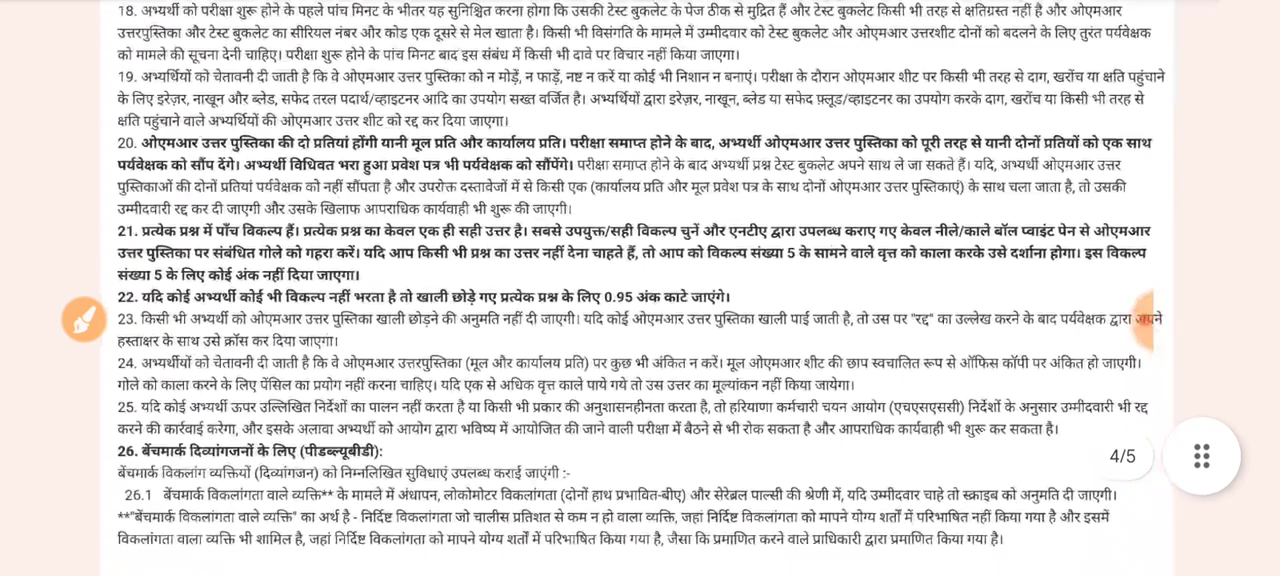 18. अभ्यर्थी को परीक्षा शुरू होने के पहले पांच मिनट के भीतर यह सुनिश्चित करना होगा कि उसकी टेस्ट बुकलेट के पेज ठीक से मुद्रित हैं और टेस्ट बुकलेट किसी भी तरह से क्षतिग्रस्त नहीं है और ओएमआर
उत्तरपुस्तिका और टेस्ट बुकलेट का सीरियल नंबर और कोड एक दूसरे से मेल खाता है। किसी भी विसंगति के मामले में उम्मीदवार को टेस्ट बुकलेट और ओएमआर उत्तरशीट दोनों को बदलने के लिए तुरंत पर्यवेक्षक
को मामले की सूचना देनी चाहिए। परीक्षा शुरू होने के पांच मिनट बाद इस संबंध में किसी भी दावे पर विचार नहीं किया जाएगा।
19. अभ्यर्थियों को चेतावनी दी जाती है कि वे ओएमआर उत्तर पुस्तिका को न मोड़ें, न फाड़ें, नष्ट न करें या कोई भी निशान न बनाएं। परीक्षा के दौरान ओएमआर शीट पर किसी भी तरह से दाग, खरोंच या क्षति पहुंचाने
के लिए इरेज़र, नाखून और ब्लेड, सफेद तरल पदार्थ/व्हाइटनर आदि का उपयोग सख्त वर्जित है। अभ्यर्थियों द्वारा इरेज़र, नाखून, ब्लेड या सफेद फ़्लूड/व्हाइटनर का उपयोग करके दाग, खरोंच या किसी भी तरह से
क्षति पहुंचाने वाले अभ्यर्थियों की ओएमआर उत्तर शीट को रद्द कर दिया जाएगा।
20. ओएमआर उत्तर पुस्तिका की दो प्रतियां होंगी यानी मूल प्रति और कार्यालय प्रति। परीक्षा समाप्त होने के बाद, अभ्यर्थी ओएमआर उत्तर पुस्तिका को पूरी तरह से यानी दोनों प्रतियों को एक साथ
पर्यवेक्षक को सौंप देंगे। अभ्यर्थी विधिवत भरा हुआ प्रवेश पत्र भी पर्यवेक्षक को सौंपेंगे। परीक्षा समाप्त होने के बाद अभ्यर्थी प्रश्न टेस्ट बुकलेट अपने साथ ले जा सकते हैं। यदि, अभ्यर्थी ओएमआर उत्तर
पुस्तिकाओं की दोनों प्रतियां पर्यवेक्षक को नहीं सौंपता है और उपरोक्त दस्तावेजों में से किसी एक (कार्यालय प्रति और मूल प्रवेश पत्र के साथ दोनों ओएमआर उत्तर पुस्तिकाएं) के साथ चला जाता है, तो उसकी
उम्मीदवारी रद्द कर दी जाएगी और उसके खिलाफ आपराधिक कार्यवाही भी शुरू की जाएगी।
21. प्रत्येक प्रश्न में पाँच विकल्प हैं। प्रत्येक प्रश्न का केवल एक ही सही उत्तर है। सबसे उपयुक्त/सही विकल्प चुनें और एनटीए द्वारा उपलब्ध कराए गए केवल नीले/काले बॉल प्वाइंट पेन से ओएमआर
उत्तर पुस्तिका पर संबंधित गोले को गहरा करें। यदि आप किसी भी प्रश्न का उत्तर नहीं देना चाहते हैं, तो आप को विकल्प संख्या 5 के सामने वाले वृत्त को काला करके उसे दर्शाना होगा। इस विकल्प
संख्या 5 के लिए कोई अंक नहीं दिया जाएगा।
22. यदि कोई अभ्यर्थी कोई भी विकल्प नहीं भरता है तो खाली छोड़े गए प्रत्येक प्रश्न के लिए 0.95 अंक काटे जाएंगे।
23. किसी भी अभ्यर्थी को ओएमआर उत्तर पुस्तिका खाली छोड़ने की अनुमति नहीं दी जाएगी। यदि कोई ओएमआर उत्तर पुस्तिका खाली पाई जाती है, तो उस पर "रद्द" का उल्लेख करने के बाद पर्यवेक्षक द्वारा अपने
हस्ताक्षर के साथ उसे क्रॉस कर दिया जाएगा।
24. अभ्यर्थीयों को चेतावनी दी जाती है कि वे ओएमआर उत्तरपुस्तिका (मूल और कार्यालय प्रति) पर कुछ भी अंकित न करें। मूल ओएमआर शीट की छाप स्वचालित रूप से ऑफिस कॉपी पर अंकित हो जाएगी।
गोले को काला करने के लिए पेंसिल का प्रयोग नहीं करना चाहिए। यदि एक से अधिक वृत्त काले पाये गये तो उस उत्तर का मूल्यांकन नहीं किया जायेगा।
25. यदि कोई अभ्यर्थी ऊपर उल्लिखित निर्देशों का पालन नहीं करता है या किसी भी प्रकार की अनुशासनहीनता करता है, तो हरियाणा कर्मचारी चयन आयोग (एचएसएससी) निर्देशों के अनुसार उम्मीदवारी भी रद्द
करने की कार्रवाई करेगा, और इसके अलावा अभ्यर्थी को आयोग द्वारा भविष्य में आयोजित की जाने वाली परीक्षा में बैठने से भी रोक सकता है और आपराधिक कार्यवाही भी शुरू कर सकता है।
26. बेंचमार्क दिव्यांगजनों के लिए (पीडब्ल्यूबीडी):
बेंचमार्क विकलांग व्यक्तियों (दिव्यांगजन) को निम्नलिखित सुविधाएं उपलब्ध कराई जाएंगी :-
4/5
26.1 बेंचमार्क विकलांगता वाले व्यक्ति** के मामले में अंधापन, लोकोमोटर विकलांगता (दोनों हाथ प्रभावित-बीए) और सेरेब्रल पाल्सी की श्रेणी में, यदि उम्मीदवार चाहे तो स्क्राइब को अनुमति दी जाएगी।
**"बेंचमार्क विकलांगता वाले व्यक्ति" का अर्थ है - निर्दिष्ट विकलांगता जो चालीस प्रतिशत से कम न हो वाला व्यक्ति, जहां निर्दिष्ट विकलांगता को मापने योग्य शर्तों में परिभाषित नहीं किया गया है और इसमें
विकलांगता वाला व्यक्ति भी शामिल है, जहां निर्दिष्ट विकलांगता को मापने योग्य शर्तों में परिभाषित किया गया है, जैसा कि प्रमाणित करने वाले प्राधिकारी द्वारा प्रमाणित किया गया है।